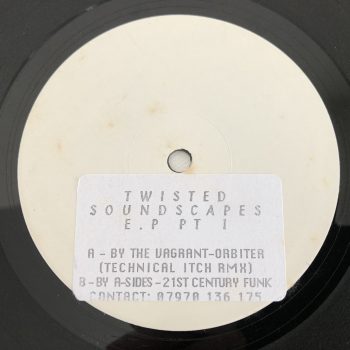 TWISTED
SOUNDSCAPES
E.P PT 1
A - BY THE VAGRANT-ORBITER
(TECHNICAL ITCH RMX)
B - BY A-SIDES - 21ST CENTURY FUNK
CONTACT: 07970 136 175